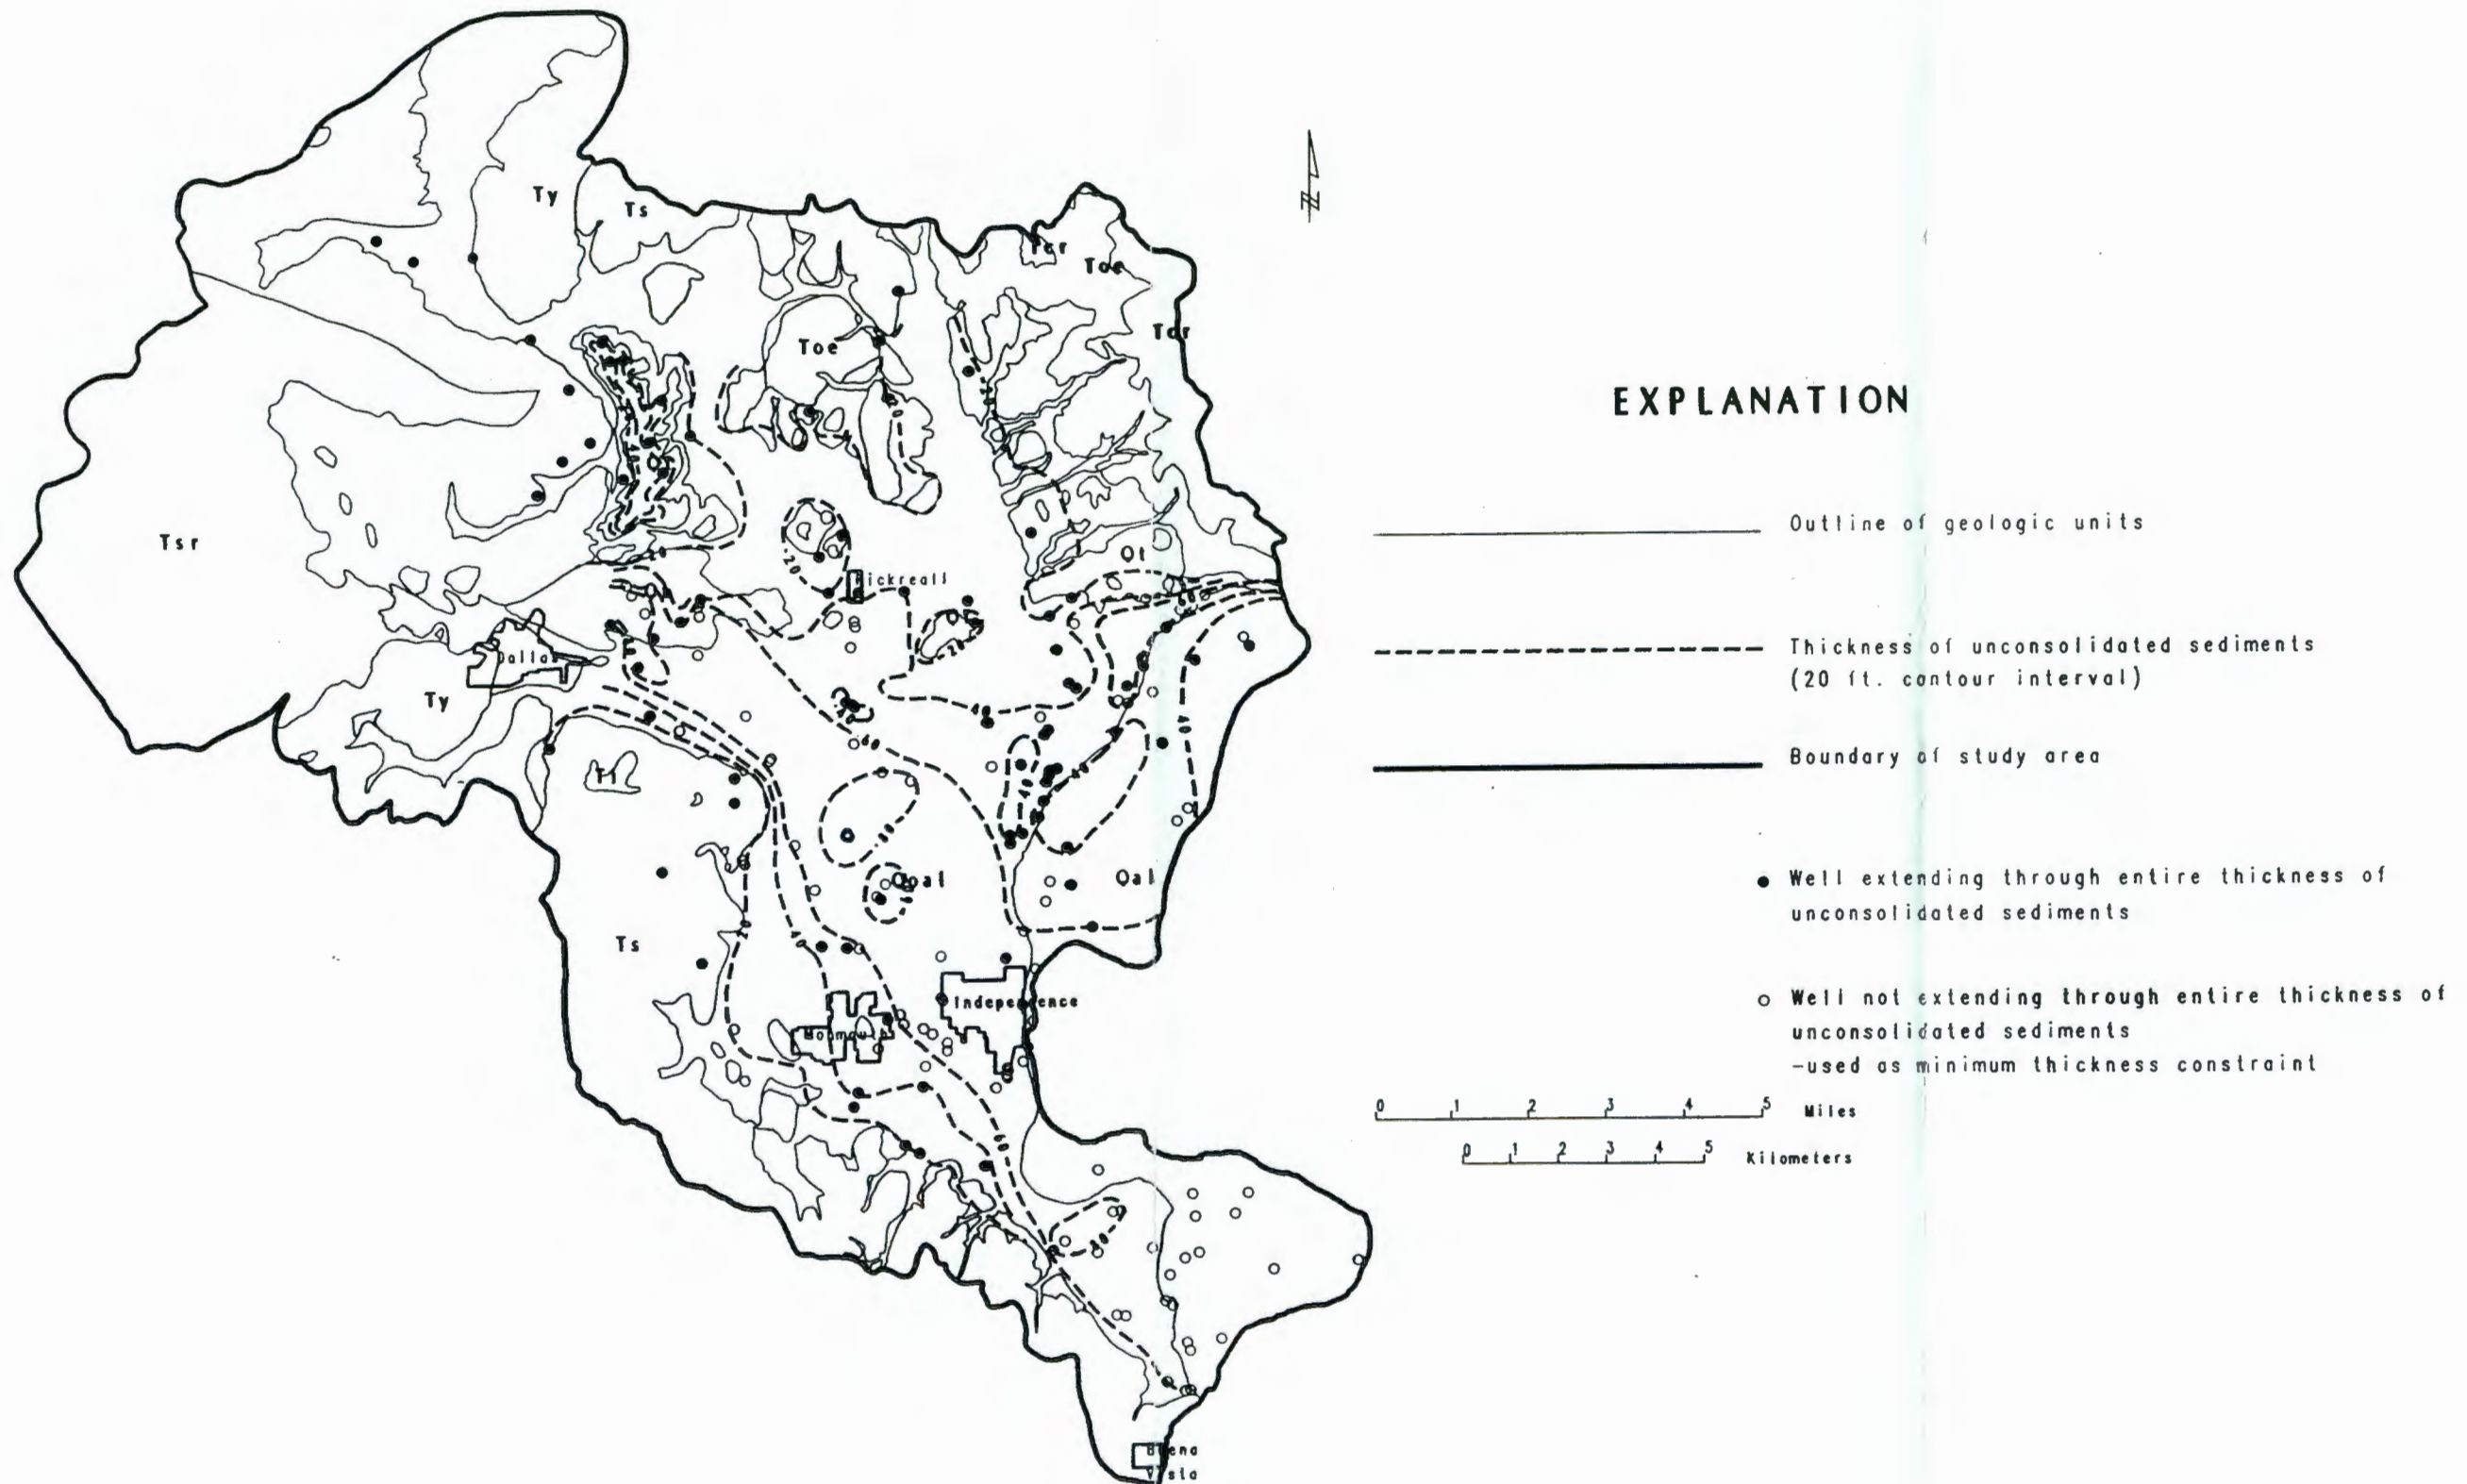 Ty
Ts
Tcr
Toe
Tcr
Toe
Tsr
Qt
Rickreall
Dallas
Ty
Ti
Qoal
Qal
Ts
Independence
Monmouth
Buena
Vista
N
EXPLANATION
Outline of geologic units
Thickness of unconsolidated sediments
(20 ft. contour interval)
Boundary of study area
Well extending through entire thickness of
unconsolidated sediments
Well not extending through entire thickness of
unconsolidated sediments
-used as minimum thickness constraint
0 1 2 3 4 5 Miles
0 1 2 3 4 5 Kilometers